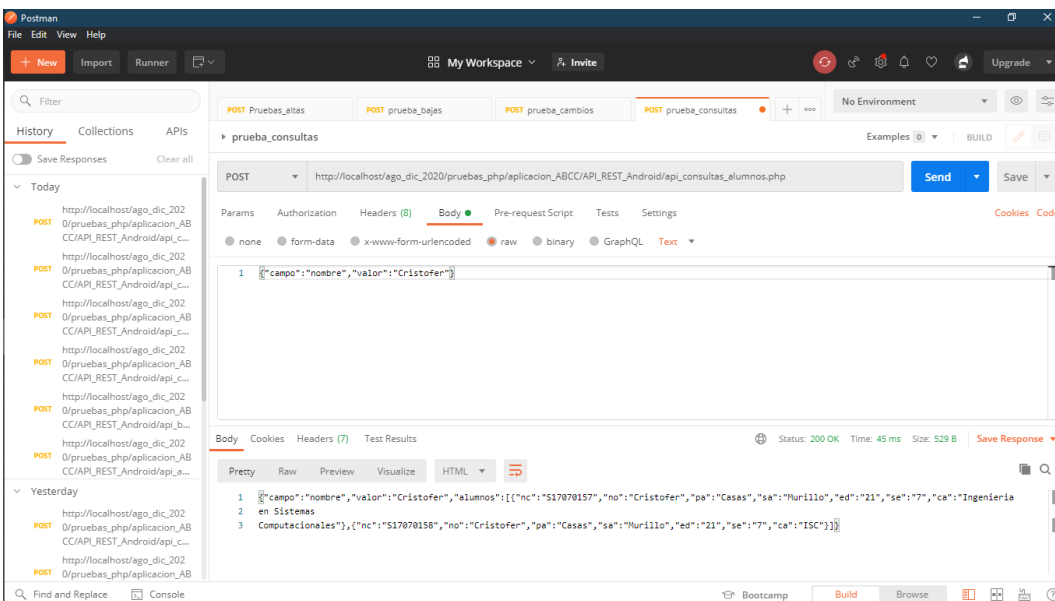 Postman
File Edit View Help
+ New Import Runner My Workspace Invite Upgrade
Filter
History Collections APIs
Save Responses Clear all
Today
POST http://localhost/ago_dic_202
0/pruebas_php/aplicacion_AB
CC/API_REST_Android/api_c...
POST http://localhost/ago_dic_202
0/pruebas_php/aplicacion_AB
CC/API_REST_Android/api_c...
POST http://localhost/ago_dic_202
0/pruebas_php/aplicacion_AB
CC/API_REST_Android/api_c...
POST http://localhost/ago_dic_202
0/pruebas_php/aplicacion_AB
CC/API_REST_Android/api_c...
POST http://localhost/ago_dic_202
0/pruebas_php/aplicacion_AB
CC/API_REST_Android/api_b...
POST http://localhost/ago_dic_202
0/pruebas_php/aplicacion_AB
CC/API_REST_Android/api_a...
Yesterday
POST http://localhost/ago_dic_202
0/pruebas_php/aplicacion_AB
CC/API_REST_Android/api_c...
POST http://localhost/ago_dic_202
0/pruebas_php/aplicacion_AB
POST Pruebas_altas POST prueba_bajas POST prueba_cambios POST prueba_consultas + No Environment
prueba_consultas Examples 0 BUILD
POST http://localhost/ago_dic_2020/pruebas_php/aplicacion_ABCC/API_REST_Android/api_consultas_alumnos.php Send Save
Params Authorization Headers (8) Body Pre-request Script Tests Settings Cookies Code
none form-data x-www-form-urlencoded raw binary GraphQL Text
1 {"campo":"nombre","valor":"Cristofer"}
Body Cookies Headers (7) Test Results Status: 200 OK Time: 45 ms Size: 529 B Save Response
Pretty Raw Preview Visualize HTML
1 {"campo":"nombre","valor":"Cristofer","alumnos":[{"nc":"S17070157","no":"Cristofer","pa":"Casas","sa":"Murillo","ed":"21","se":"7","ca":"Ingenieria
2 en Sistemas
3 Computacionales"},{"nc":"S17070158","no":"Cristofer","pa":"Casas","sa":"Murillo","ed":"21","se":"7","ca":"ISC"}]}
Find and Replace Console Bootcamp Build Browse